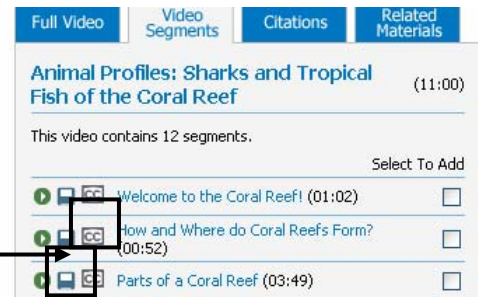 Full Video
Video Segments
Citations
Related Materials
Animal Profiles: Sharks and Tropical
Fish of the Coral Reef
(11:00)
This video contains 12 segments.
Select To Add
CC Welcome to the Coral Reef! (01:02)
CC How and Where do Coral Reefs Form?
(00:52)
CC Parts of a Coral Reef (03:49)